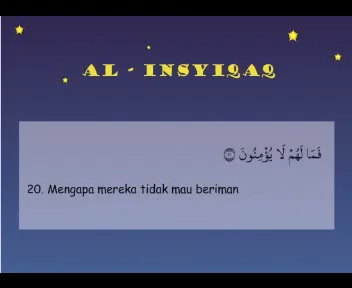 AL - INSYIQAQ
فَمَا لَهُمْ لَا يُؤْمِنُونَ ۝٢٠
20. Mengapa mereka tidak mau beriman